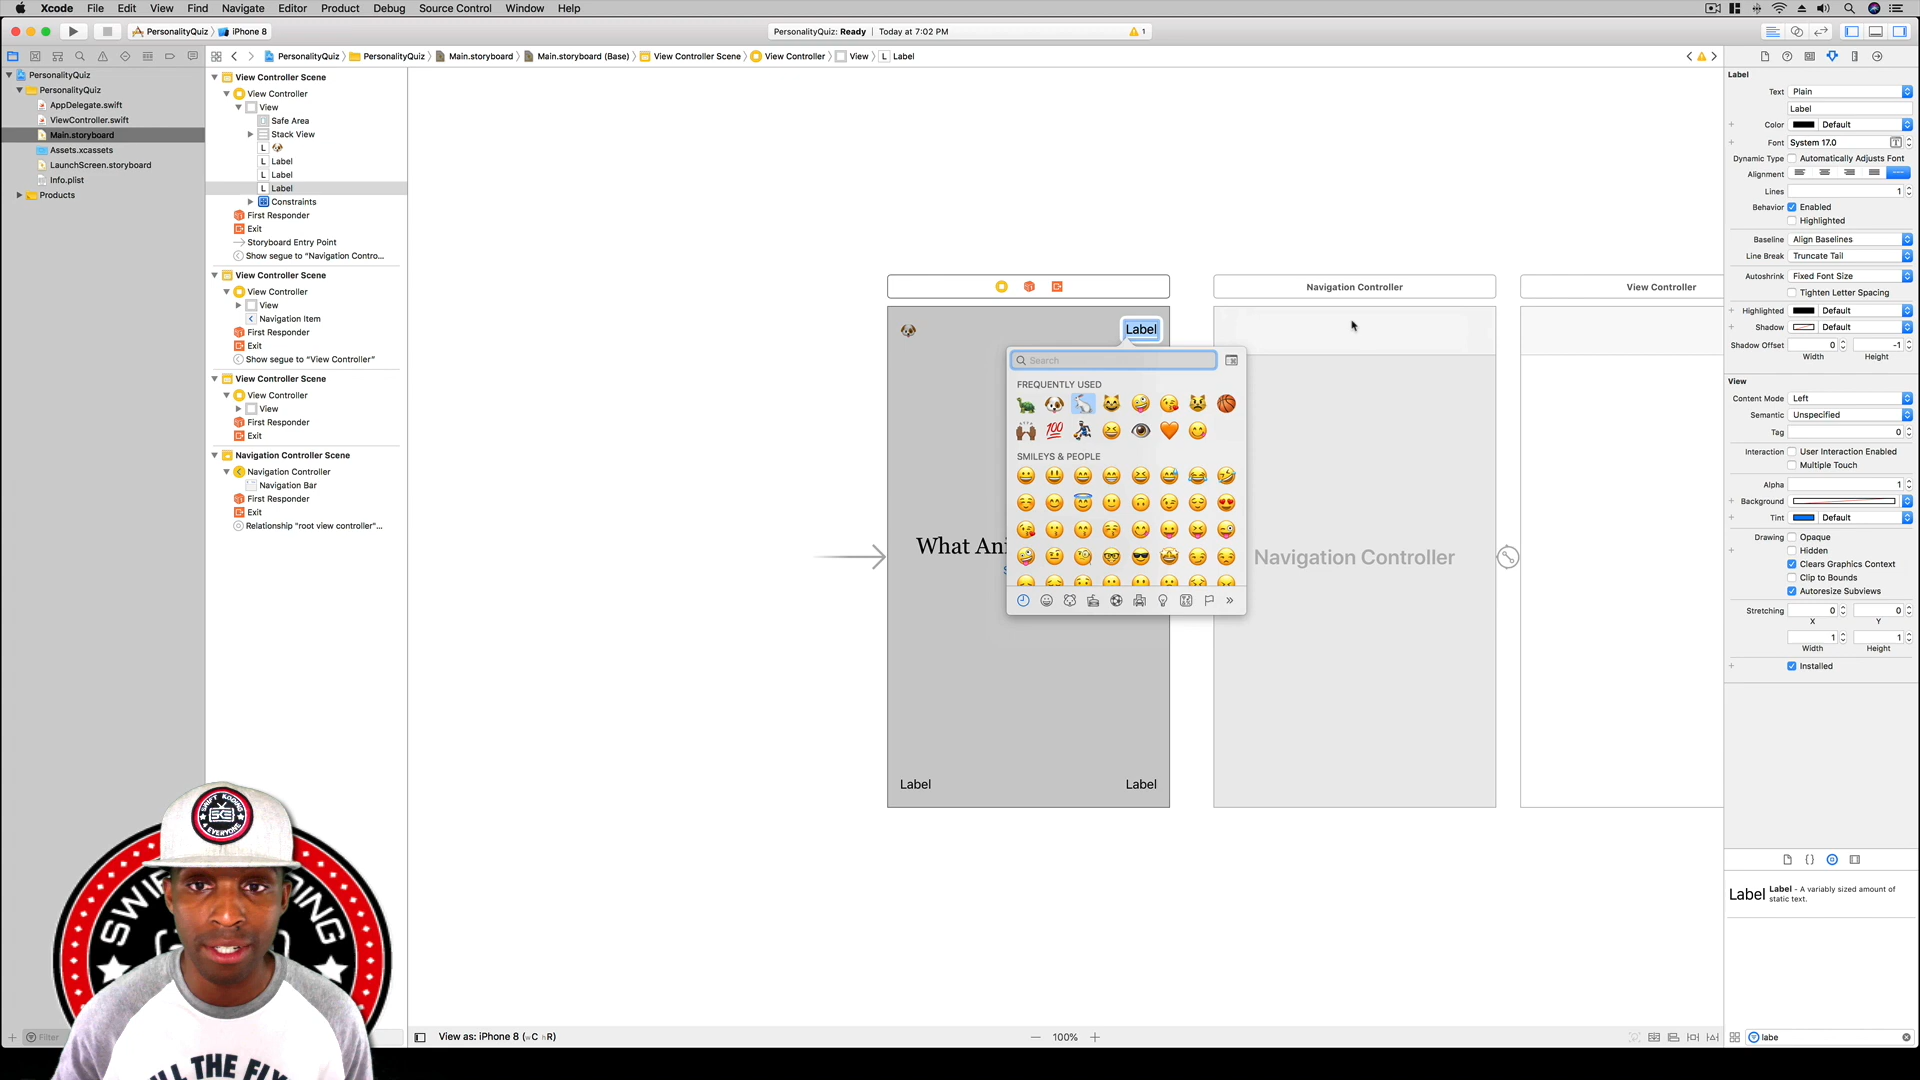 Xcode File Edit View Find Navigate Editor Product Debug Source Control Window Help
PersonalityQuiz iPhone 8
PersonalityQuiz: Ready Today at 7:02 PM 1
PersonalityQuiz PersonalityQuiz Main.storyboard Main.storyboard (Base) View Controller Scene View Controller View L Label
PersonalityQuiz
PersonalityQuiz
AppDelegate.swift
ViewController.swift
Main.storyboard
Assets.xcassets
LaunchScreen.storyboard
Info.plist
Products
View Controller Scene
View Controller
View
Safe Area
Stack View
L 🐶
L Label
L Label
L Label
Constraints
First Responder
Exit
Storyboard Entry Point
Show segue to "Navigation Contro...
View Controller Scene
View Controller
View
Navigation Item
First Responder
Exit
Show segue to "View Controller"
View Controller Scene
View Controller
View
First Responder
Exit
Navigation Controller Scene
Navigation Controller
Navigation Bar
First Responder
Exit
Relationship "root view controller"...
Label
What Ani
Label
Label
Navigation Controller
Navigation Controller
View Controller
Search
FREQUENTLY USED
100
SMILEYS & PEOPLE
Label
Text Plain
Label
Color Default
Font System 17.0
Dynamic Type Automatically Adjusts Font
Alignment
Lines 1
Behavior Enabled
Highlighted
Baseline Align Baselines
Line Break Truncate Tail
Autoshrink Fixed Font Size
Tighten Letter Spacing
Highlighted Default
Shadow Default
Shadow Offset 0 -1
Width Height
View
Content Mode Left
Semantic Unspecified
Tag 0
Interaction User Interaction Enabled
Multiple Touch
Alpha 1
Background
Tint Default
Drawing Opaque
Hidden
Clears Graphics Context
Clip to Bounds
Autoresize Subviews
Stretching 0 0
X Y
1 1
Width Height
Installed
Label Label - A variably sized amount of
static text.
labe
Filter
View as: iPhone 8 (wC hR)
100%
SWIFT KODING
4 EVERYONE